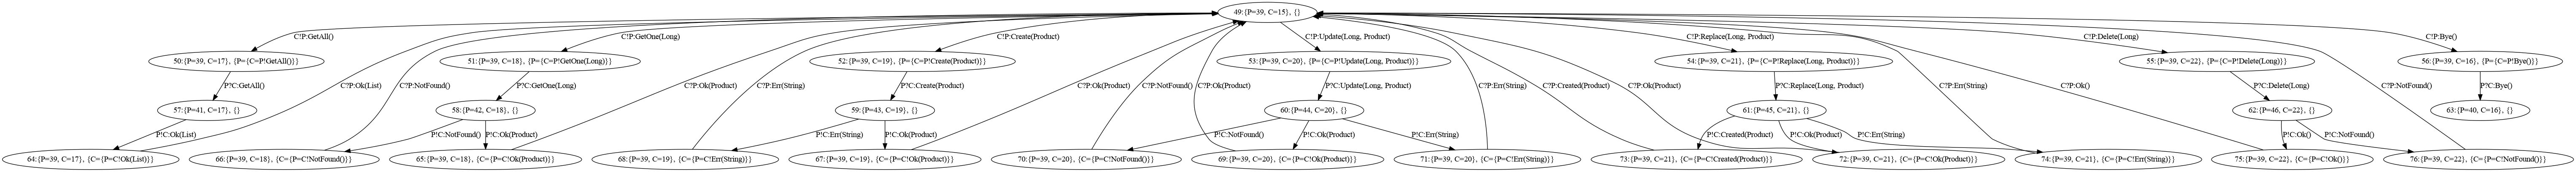 49:{P=39, C=15}, {}
C!P:GetAll()
C!P:GetOne(Long)
C!P:Create(Product)
C!P:Update(Long, Product)
C!P:Replace(Long, Product)
C!P:Delete(Long)
C!P:Bye()
50:{P=39, C=17}, {P={C=P!GetAll()}}
51:{P=39, C=18}, {P={C=P!GetOne(Long)}}
52:{P=39, C=19}, {P={C=P!Create(Product)}}
53:{P=39, C=20}, {P={C=P!Update(Long, Product)}}
54:{P=39, C=21}, {P={C=P!Replace(Long, Product)}}
55:{P=39, C=22}, {P={C=P!Delete(Long)}}
56:{P=39, C=16}, {P={C=P!Bye()}}
C?P:Ok(List)
C?P:NotFound()
C?P:Ok(Product)
C?P:Err(String)
C?P:Ok(Product)
C?P:NotFound()
C?P:Ok(Product)
C?P:Err(String)
C?P:Created(Product)
C?P:Ok(Product)
C?P:Err(String)
C?P:Ok()
C?P:NotFound()
P?C:GetAll()
P?C:GetOne(Long)
P?C:Create(Product)
P?C:Update(Long, Product)
P?C:Replace(Long, Product)
P?C:Delete(Long)
P?C:Bye()
57:{P=41, C=17}, {}
58:{P=42, C=18}, {}
59:{P=43, C=19}, {}
60:{P=44, C=20}, {}
61:{P=45, C=21}, {}
62:{P=46, C=22}, {}
63:{P=40, C=16}, {}
P!C:Ok(List)
P!C:NotFound()
P!C:Ok(Product)
P!C:Err(String)
P!C:Ok(Product)
P!C:NotFound()
P!C:Ok(Product)
P!C:Err(String)
P!C:Created(Product)
P!C:Ok(Product)
P!C:Err(String)
P!C:Ok()
P!C:NotFound()
64:{P=39, C=17}, {C={P=C!Ok(List)}}
66:{P=39, C=18}, {C={P=C!NotFound()}}
65:{P=39, C=18}, {C={P=C!Ok(Product)}}
68:{P=39, C=19}, {C={P=C!Err(String)}}
67:{P=39, C=19}, {C={P=C!Ok(Product)}}
70:{P=39, C=20}, {C={P=C!NotFound()}}
69:{P=39, C=20}, {C={P=C!Ok(Product)}}
71:{P=39, C=20}, {C={P=C!Err(String)}}
73:{P=39, C=21}, {C={P=C!Created(Product)}}
72:{P=39, C=21}, {C={P=C!Ok(Product)}}
74:{P=39, C=21}, {C={P=C!Err(String)}}
75:{P=39, C=22}, {C={P=C!Ok()}}
76:{P=39, C=22}, {C={P=C!NotFound()}}